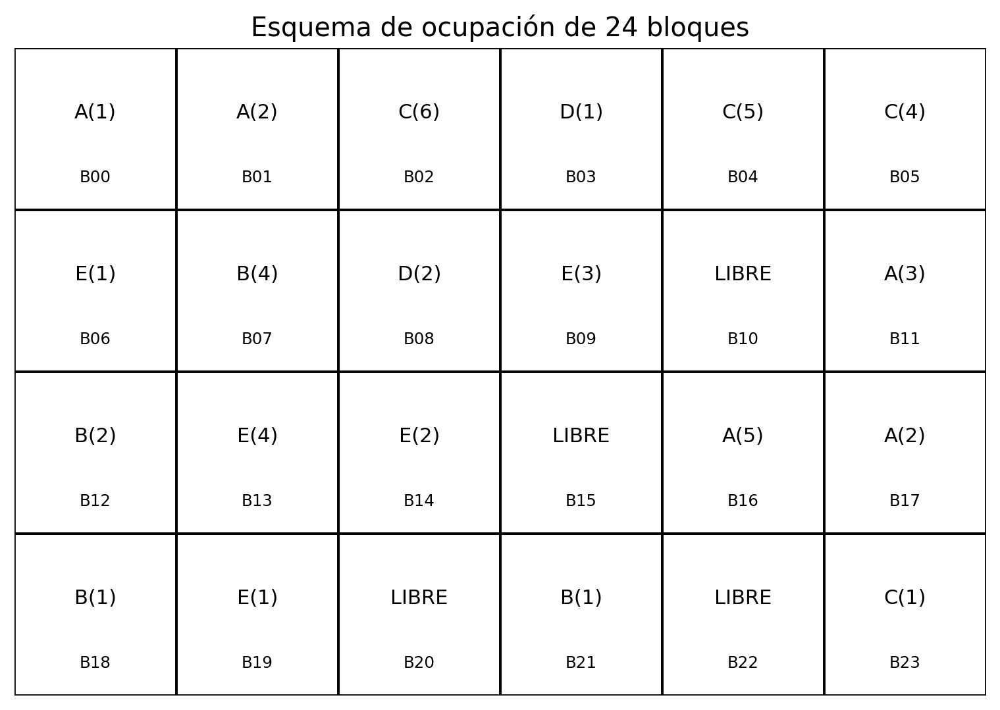 Esquema de ocupación de 24 bloques
A(1) A(2) C(6) D(1) C(5) C(4)
B00 B01 B02 B03 B04 B05
E(1) B(4) D(2) E(3) LIBRE A(3)
B06 B07 B08 B09 B10 B11
B(2) E(4) E(2) LIBRE A(5) A(2)
B12 B13 B14 B15 B16 B17
B(1) E(1) LIBRE B(1) LIBRE C(1)
B18 B19 B20 B21 B22 B23